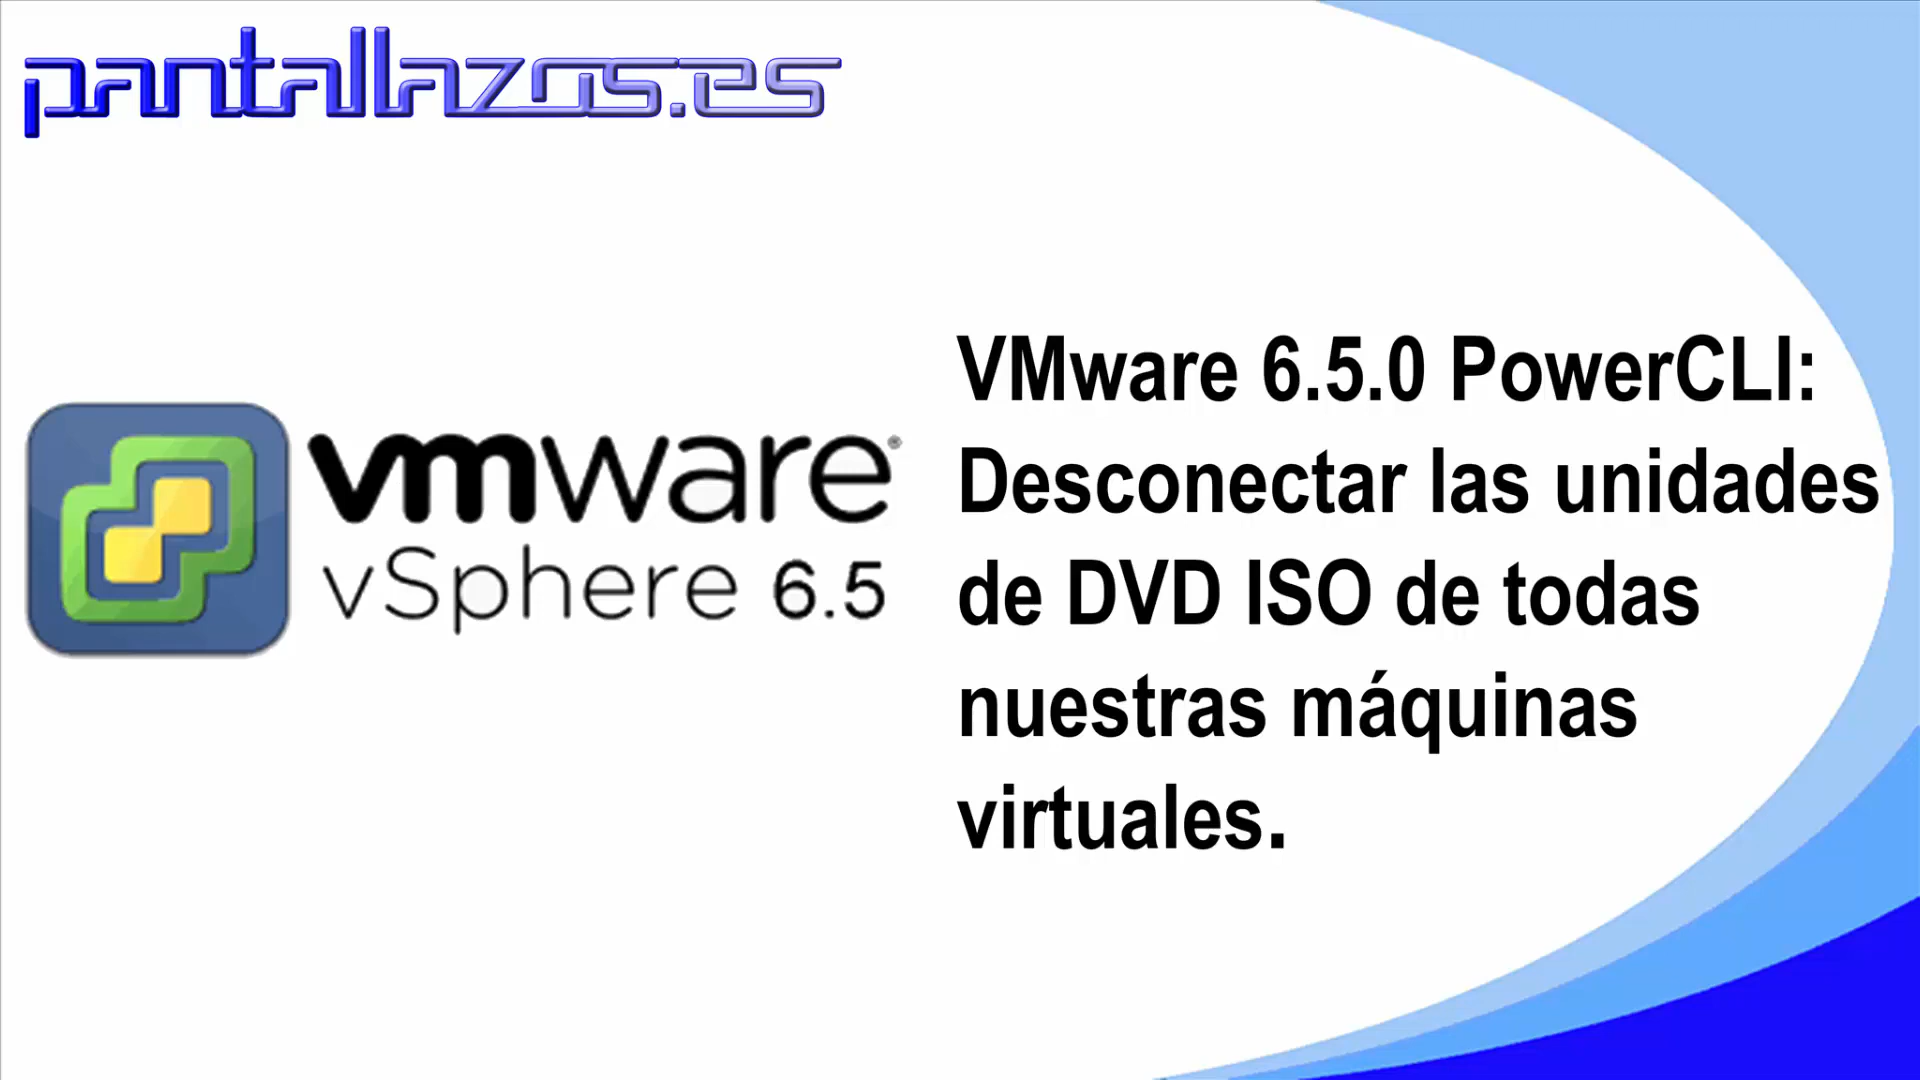 pantallazos.es
vmware®
vSphere 6.5
VMware 6.5.0 PowerCLI:
Desconectar las unidades
de DVD ISO de todas
nuestras máquinas
virtuales.